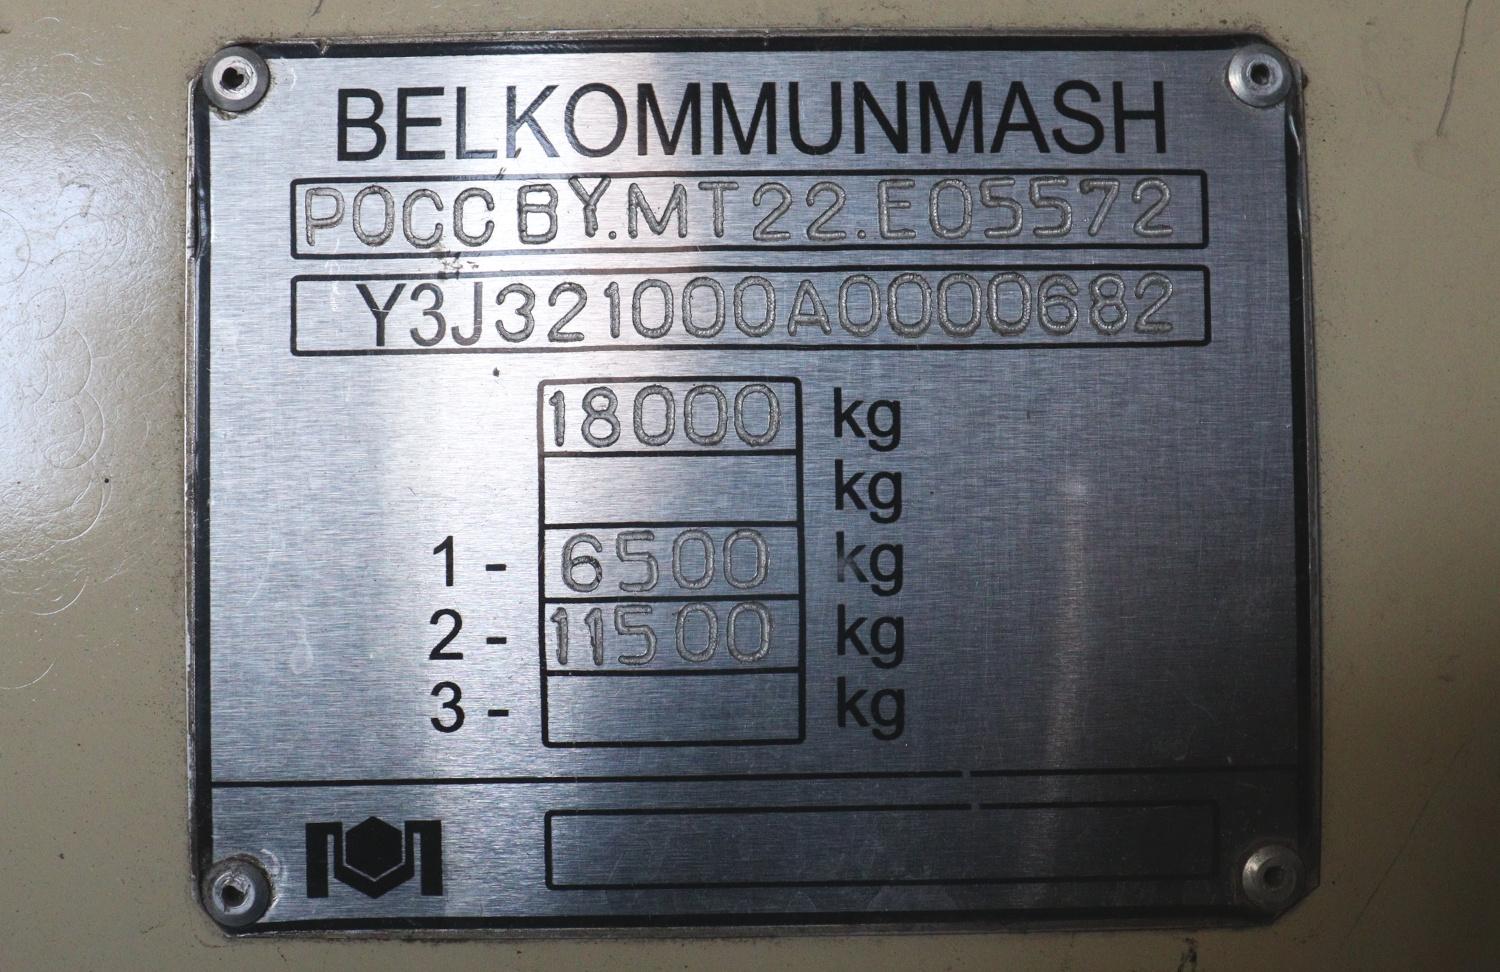 BELKOMMUNMASH
POCC BY.MT22.E05572
Y3J321000A0000682
18000 kg
kg
1 - 6500 kg
2 - 11500 kg
3 - kg